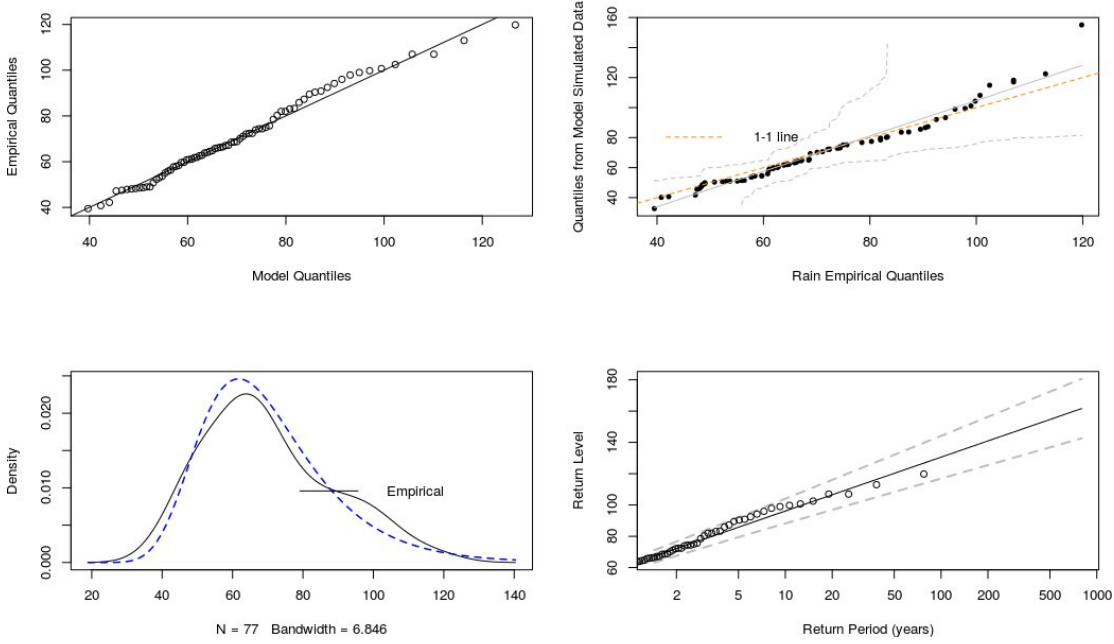 Empirical Quantiles
120
100
80
60
40
40 60 80 100 120
Model Quantiles
Quantiles from Model Simulated Data
160
120
80
60
40
1-1 line
40 60 80 100 120
Rain Empirical Quantiles
Density
0.020
0.010
0.000
Empirical
20 40 60 80 100 120 140
N = 77 Bandwidth = 6.846
Return Level
180
140
100
80
60
2 5 10 20 50 100 200 500 1000
Return Period (years)